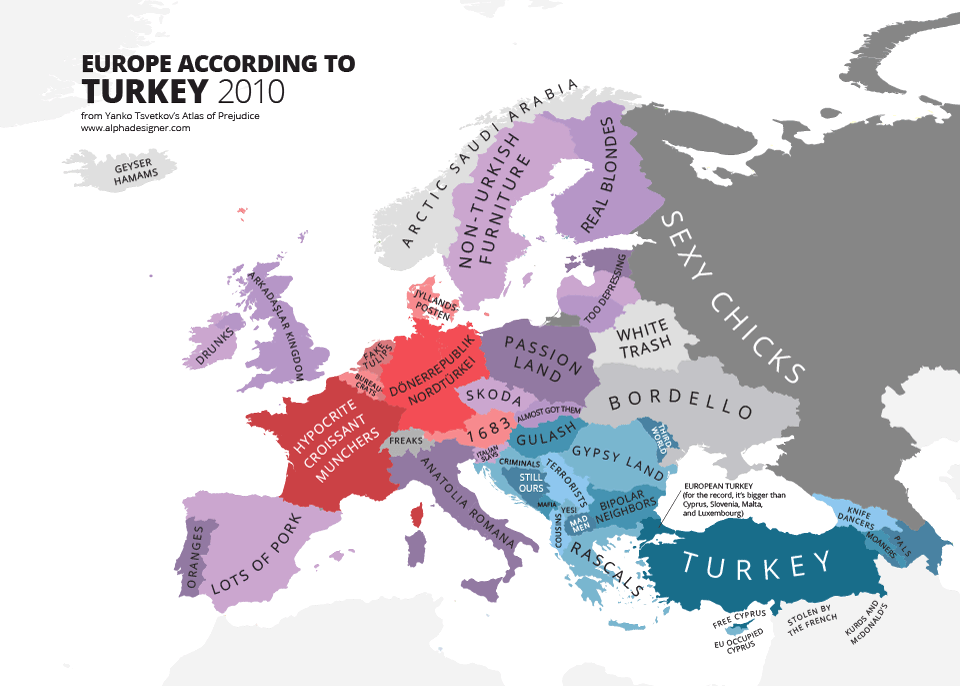 EUROPE ACCORDING TO
TURKEY 2010
from Yanko Tsvetkov's Atlas of Prejudice
www.alphadesigner.com
GEYSER
HAMAMS
ARCTIC SAUDI ARABIA
NON-TURKISH
FURNITURE
REAL BLONDES
SEXY CHICKS
TOO DEPRESSING
JYLLANDS-
POSTEN
ARKADAŞLAR KINGDOM
DRUNKS
FAKE
TULIPS
BUREAU-
CRATS
DÖNERREPUBLIK
NORDTÜRKEI
PASSION
LAND
WHITE
TRASH
BORDELLO
SKODA
ALMOST GOT THEM
HYPOCRITE
CROISSANT
MUNCHERS
FREAKS
1683
GULASH
THIRD
WORLD
GYPSY LAND
ITALIAN
SLAVS
CRIMINALS
STILL
OURS
TERRORISTS
MAFIA
YES!
BIPOLAR
NEIGHBORS
COUSINS
MAD
MEN
ANATOLIA ROMANA
ORANGES
LOTS OF PORK
RASCALS
EUROPEAN TURKEY
(for the record, it's bigger than
Cyprus, Slovenia, Malta,
and Luxembourg)
TURKEY
KNIFE
DANCERS
MOANERS
PALS
FREE CYPRUS
EU OCCUPIED
CYPRUS
STOLEN BY
THE FRENCH
KURDS AND
McDONALD'S